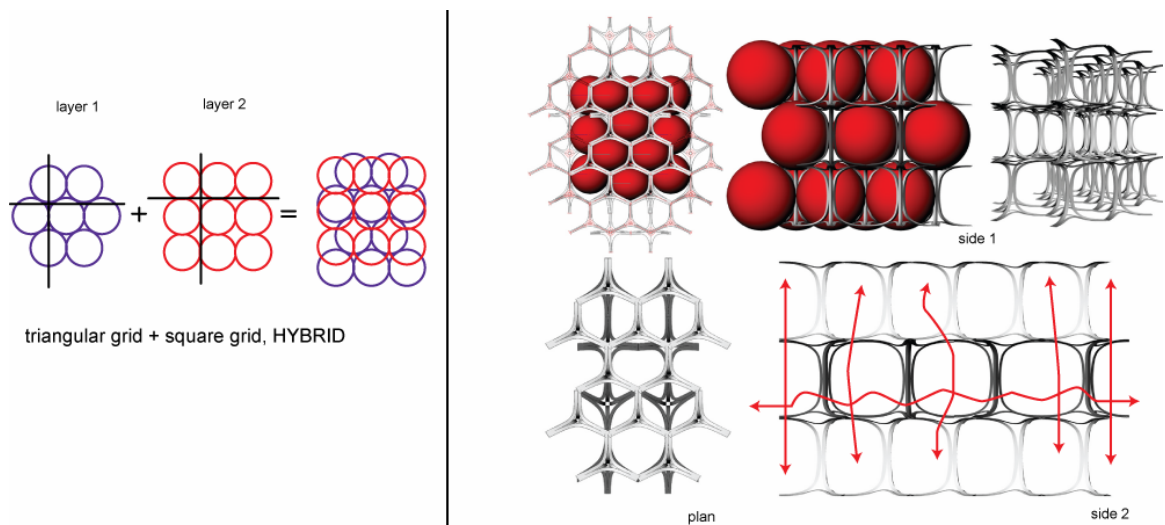 layer 1
layer 2
+
=
triangular grid + square grid, HYBRID
side 1
plan
side 2